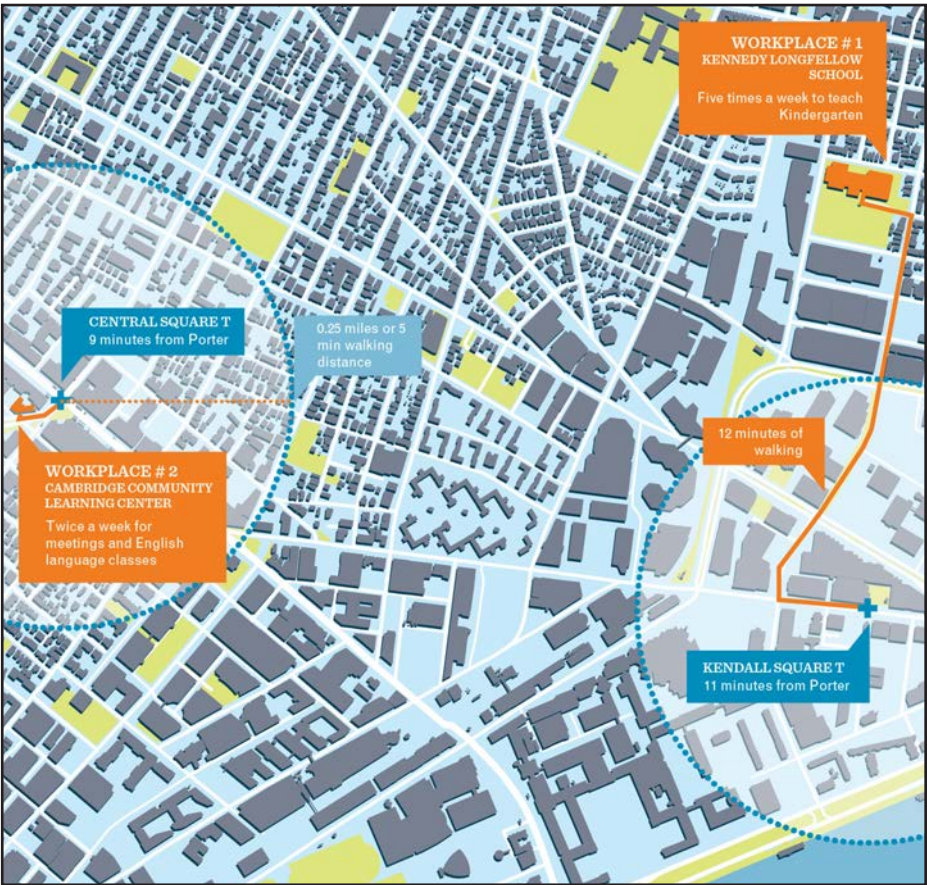 WORKPLACE # 1
KENNEDY LONGFELLOW
SCHOOL
Five times a week to teach
Kindergarten
CENTRAL SQUARE T
9 minutes from Porter
0.25 miles or 5
min walking
distance
12 minutes of
walking
WORKPLACE # 2
CAMBRIDGE COMMUNITY
LEARNING CENTER
Twice a week for
meetings and English
language classes
KENDALL SQUARE T
11 minutes from Porter